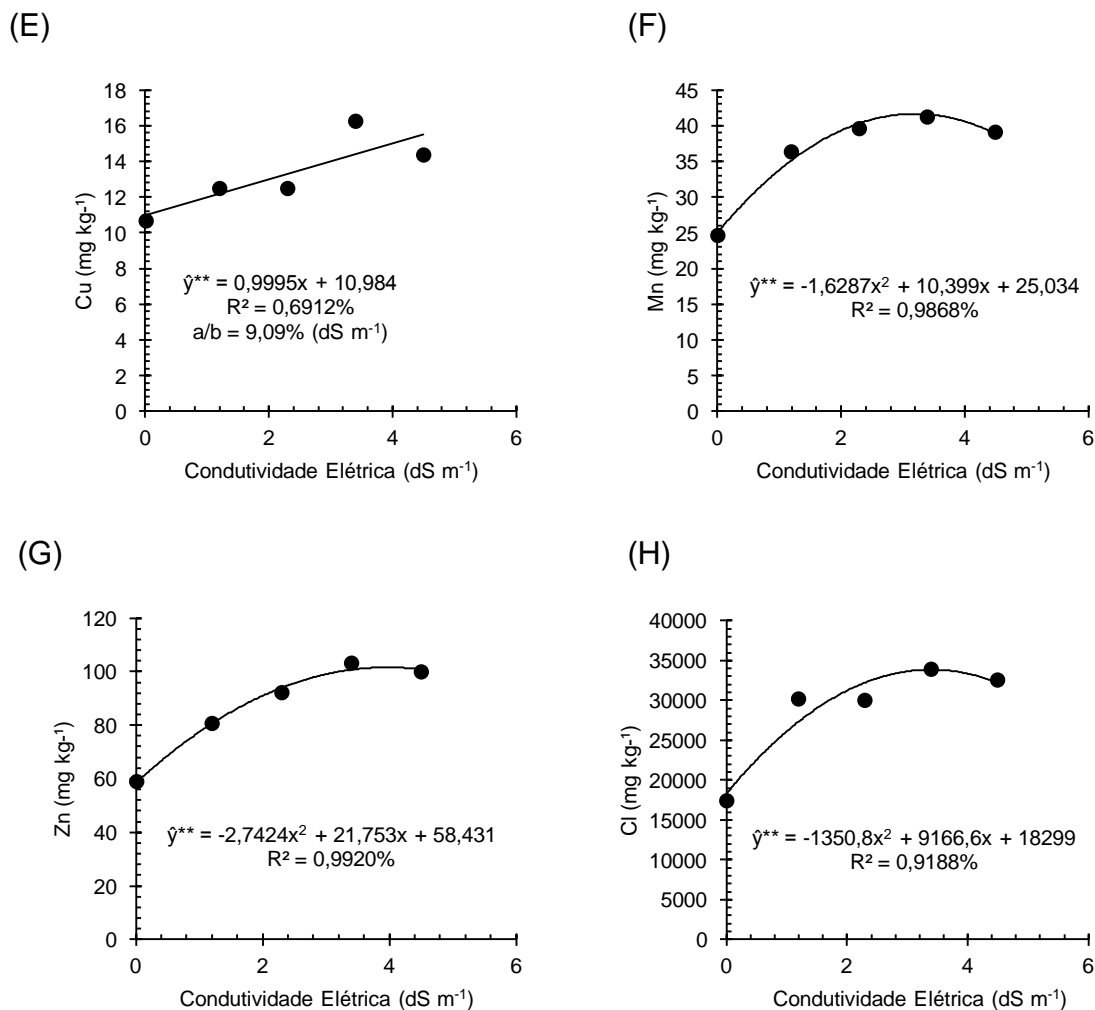 (E)
18
16
14
12
10
8
6
4
2
0
Cu (mg kg-¹)
ŷ** = 0,9995x + 10,984
R² = 0,6912%
a/b = 9,09% (dS m-¹)
0 2 4 6
Condutividade Elétrica (dS m-¹)
(F)
45
40
35
30
25
20
15
10
5
0
Mn (mg kg-¹)
ŷ** = -1,6287x² + 10,399x + 25,034
R² = 0,9868%
0 2 4 6
Condutividade Elétrica (dS m-¹)
(G)
120
100
80
60
40
20
0
Zn (mg kg-¹)
ŷ** = -2,7424x² + 21,753x + 58,431
R² = 0,9920%
0 2 4 6
Condutividade Elétrica (dS m-¹)
(H)
40000
35000
30000
25000
20000
15000
10000
5000
0
Cl (mg kg-¹)
ŷ** = -1350,8x² + 9166,6x + 18299
R² = 0,9188%
0 2 4 6
Condutividade Elétrica (dS m-¹)